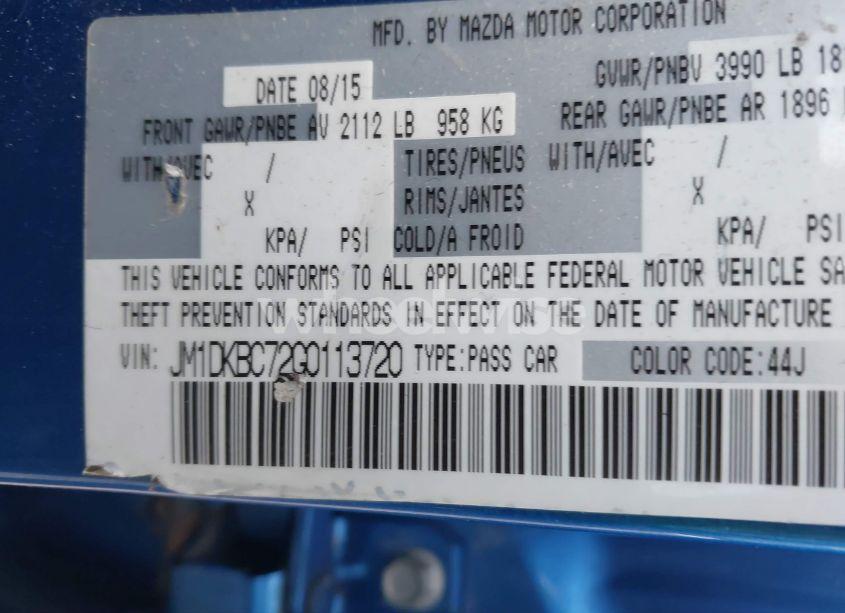 MFD. BY MAZDA MOTOR CORPORATION
DATE 08/15
GVWR/PNBV 3990 LB 18
FRONT GAWR/PNBE AV 2112 LB 958 KG
REAR GAWR/PNBE AR 1896
WITH/AVEC / TIRES/PNEUS WITH/AVEC /
X RIMS/JANTES X
KPA/ PSI COLD/A FROID KPA/ PSI
THIS VEHICLE CONFORMS TO ALL APPLICABLE FEDERAL MOTOR VEHICLE SA
THEFT PREVENTION STANDARDS IN EFFECT ON THE DATE OF MANUFACTURE
VIN: JM1DKBC72G0113720 TYPE:PASS CAR COLOR CODE:44J